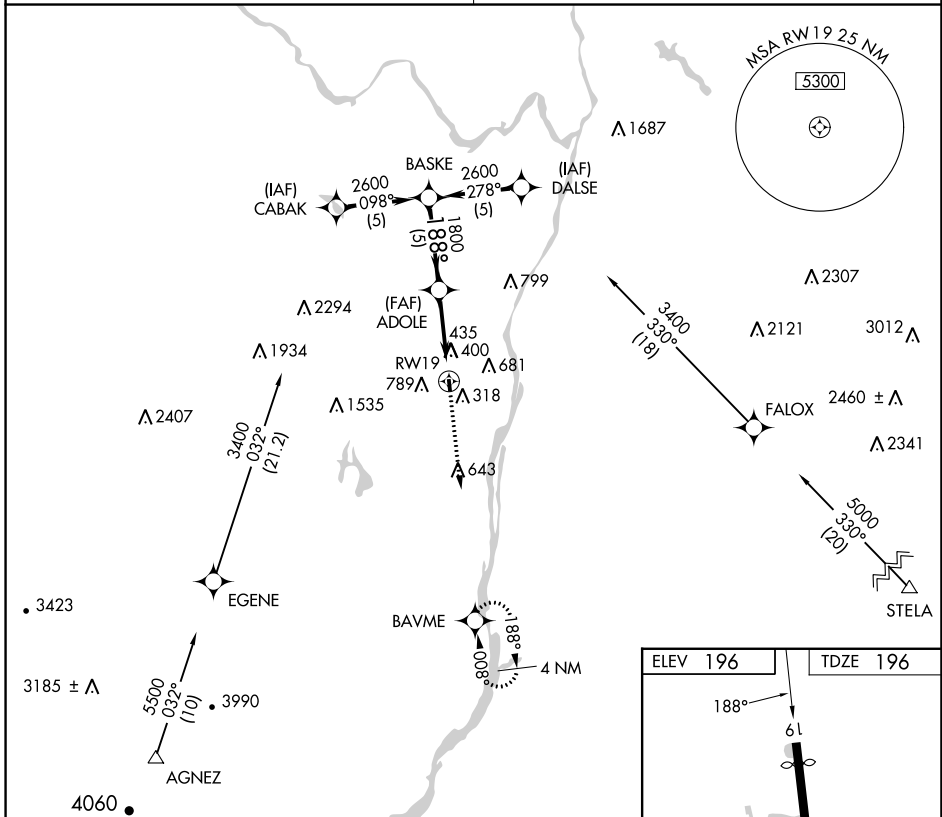 MSA RW19 25 NM
5300
1687
BASKE
(IAF)
DALSE
2600
278°
(5)
2600
098°
(5)
(IAF)
CABAK
1800
188°
(5)
799
2307
2294
(FAF)
ADOLE
3400
330°
(18)
2121
3012
435
400
1934
RW19
681
789
318
2460 ±
1535
2407
FALOX
2341
3400
032°
(21.2)
643
5000
330°
(20)
EGENE
STELA
3423
BAVME
188°
008°
4 NM
ELEV 196
TDZE 196
3185 ±
5500
032°
(10)
3990
188°
19
AGNEZ
4060